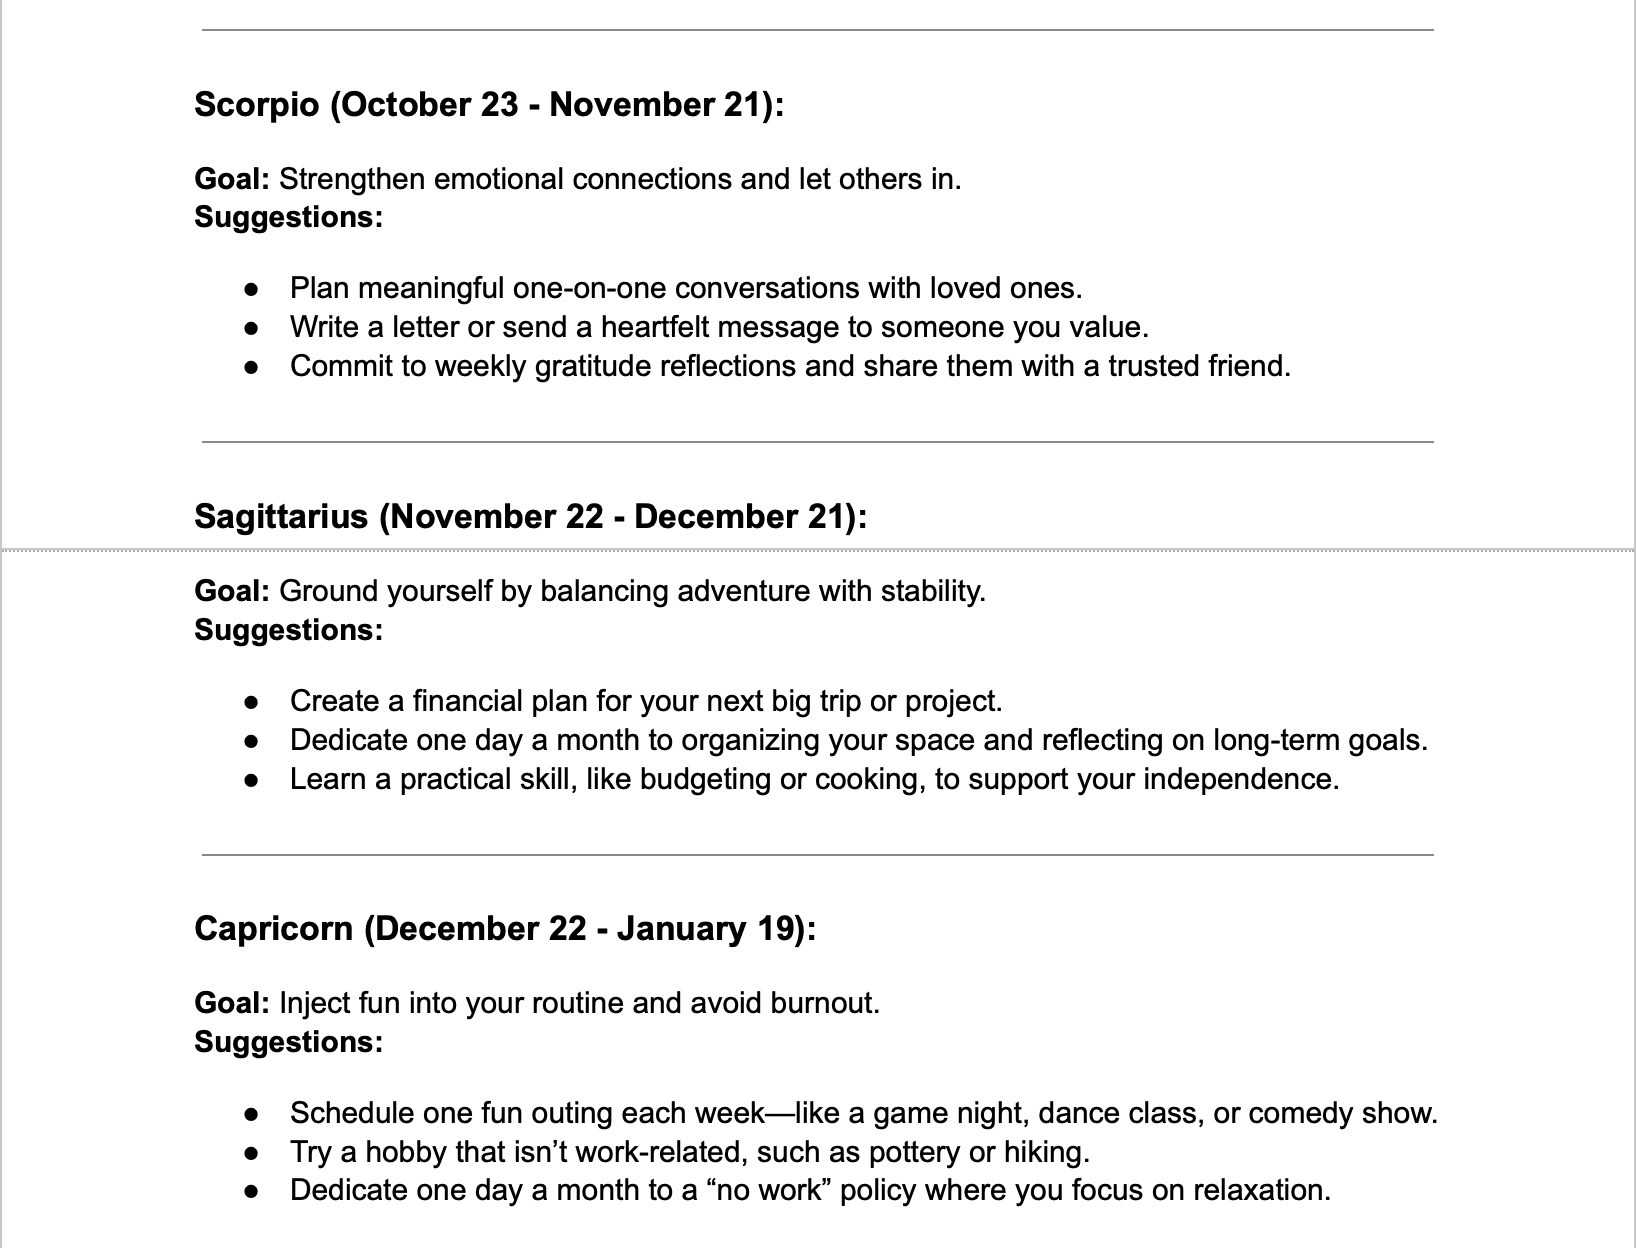 Scorpio (October 23 - November 21):
Goal: Strengthen emotional connections and let others in.
Suggestions:
● Plan meaningful one-on-one conversations with loved ones.
● Write a letter or send a heartfelt message to someone you value.
● Commit to weekly gratitude reflections and share them with a trusted friend.
Sagittarius (November 22 - December 21):
Goal: Ground yourself by balancing adventure with stability.
Suggestions:
● Create a financial plan for your next big trip or project.
● Dedicate one day a month to organizing your space and reflecting on long-term goals.
● Learn a practical skill, like budgeting or cooking, to support your independence.
Capricorn (December 22 - January 19):
Goal: Inject fun into your routine and avoid burnout.
Suggestions:
● Schedule one fun outing each week—like a game night, dance class, or comedy show.
● Try a hobby that isn’t work-related, such as pottery or hiking.
● Dedicate one day a month to a “no work” policy where you focus on relaxation.